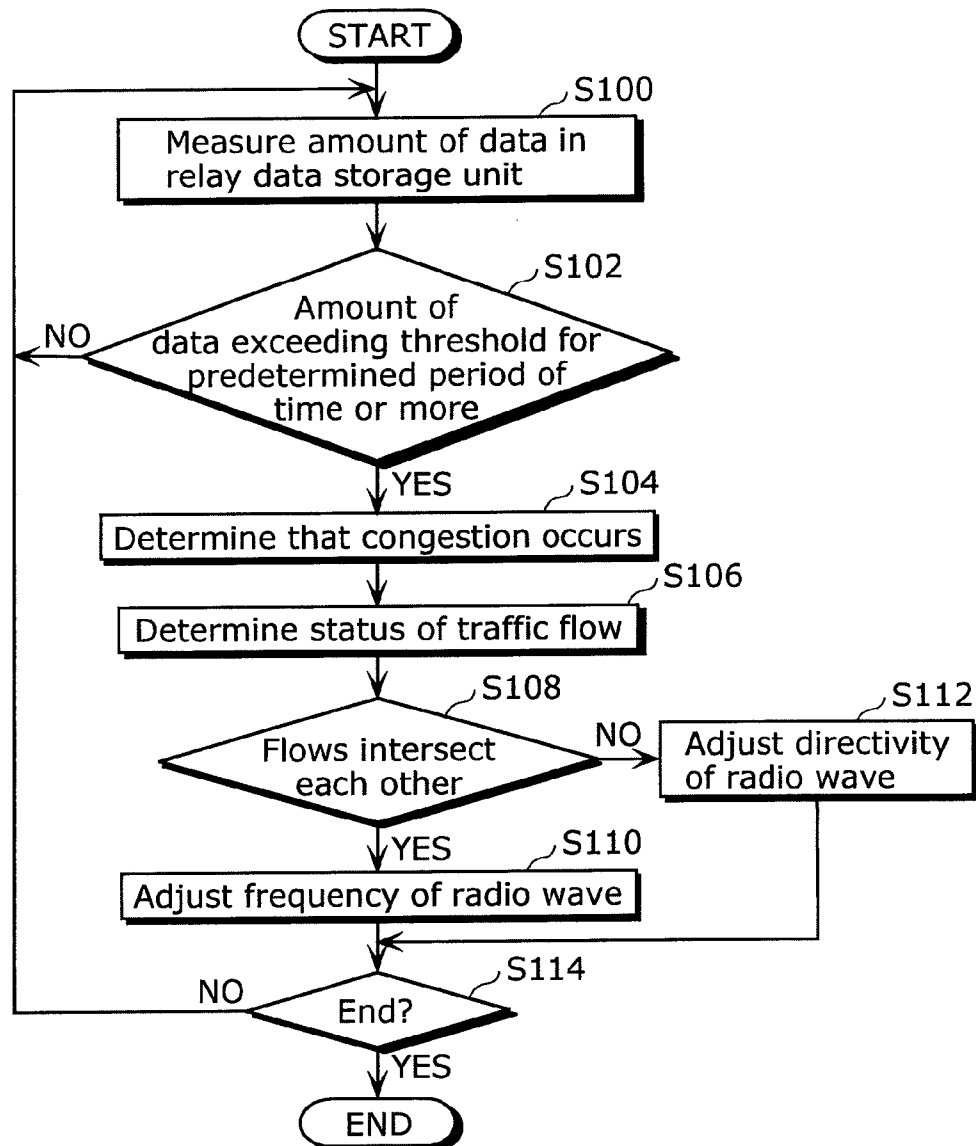 START
S100
Measure amount of data in
relay data storage unit
S102
Amount of
data exceeding threshold for
predetermined period of
time or more
NO
YES
S104
Determine that congestion occurs
S106
Determine status of traffic flow
S108
Flows intersect
each other
NO
S112
Adjust directivity
of radio wave
YES
S110
Adjust frequency of radio wave
S114
NO
End?
YES
END